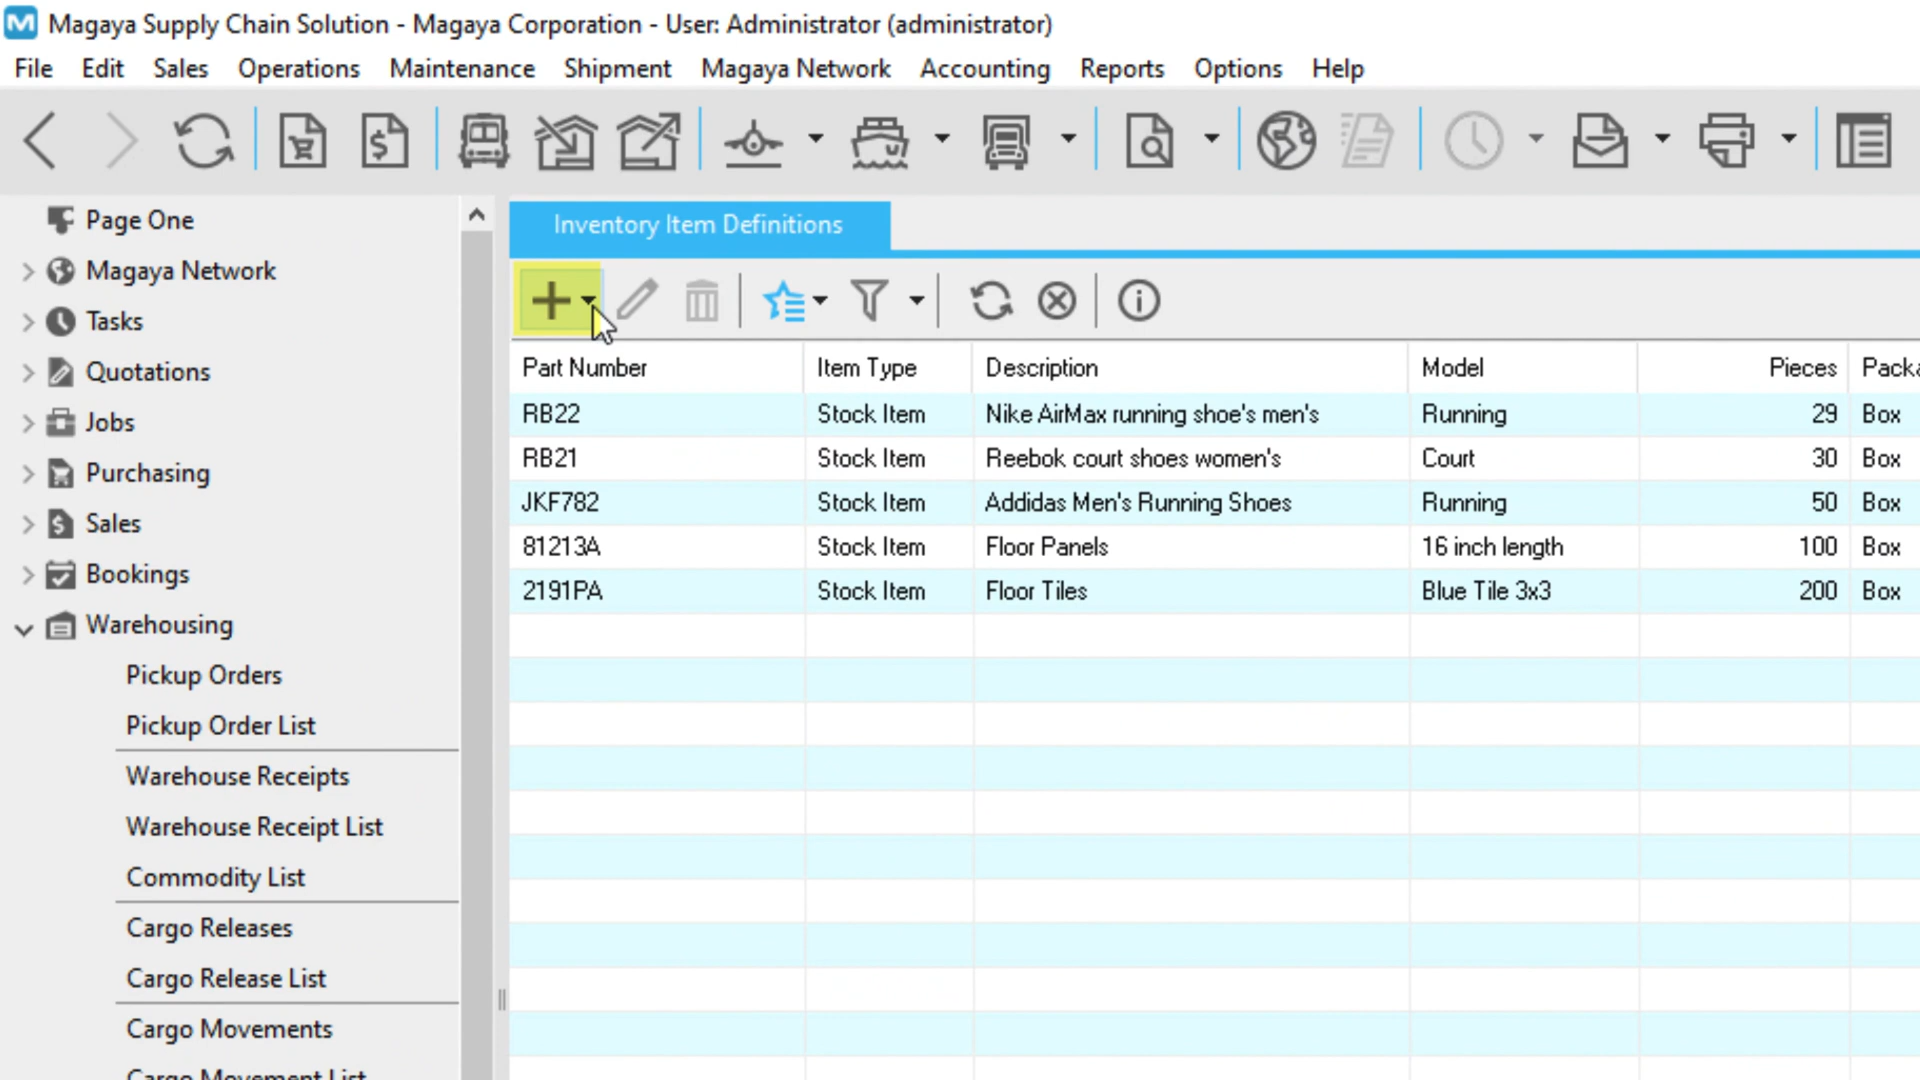 Magaya Supply Chain Solution - Magaya Corporation - User: Administrator (administrator)
File Edit Sales Operations Maintenance Shipment Magaya Network Accounting Reports Options Help
Page One
Magaya Network
Tasks
Quotations
Jobs
Purchasing
Sales
Bookings
Warehousing
Pickup Orders
Pickup Order List
Warehouse Receipts
Warehouse Receipt List
Commodity List
Cargo Releases
Cargo Release List
Cargo Movements
Cargo Movement List
Inventory Item Definitions
Part Number Item Type Description Model Pieces Packa
RB22 Stock Item Nike AirMax running shoe's men's Running 29 Box
RB21 Stock Item Reebok court shoes women's Court 30 Box
JKF782 Stock Item Addidas Men's Running Shoes Running 50 Box
81213A Stock Item Floor Panels 16 inch length 100 Box
2191PA Stock Item Floor Tiles Blue Tile 3x3 200 Box